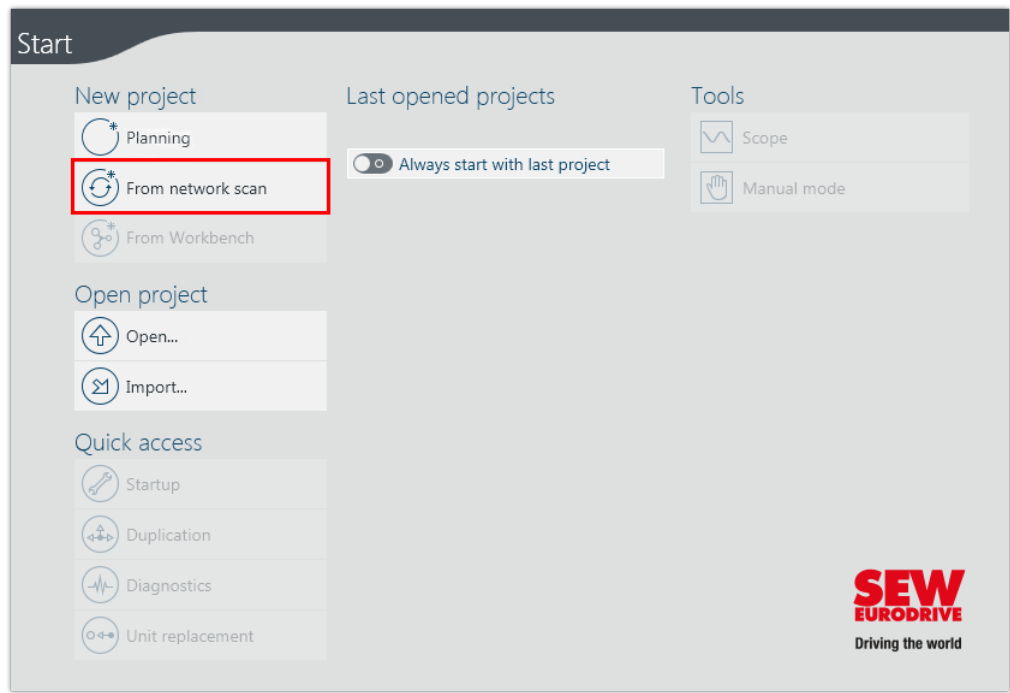 Start
New project
Planning
From network scan
From Workbench
Open project
Open...
Import...
Quick access
Startup
Duplication
Diagnostics
Unit replacement
Last opened projects
Always start with last project
Tools
Scope
Manual mode
SEW
EURODRIVE
Driving the world